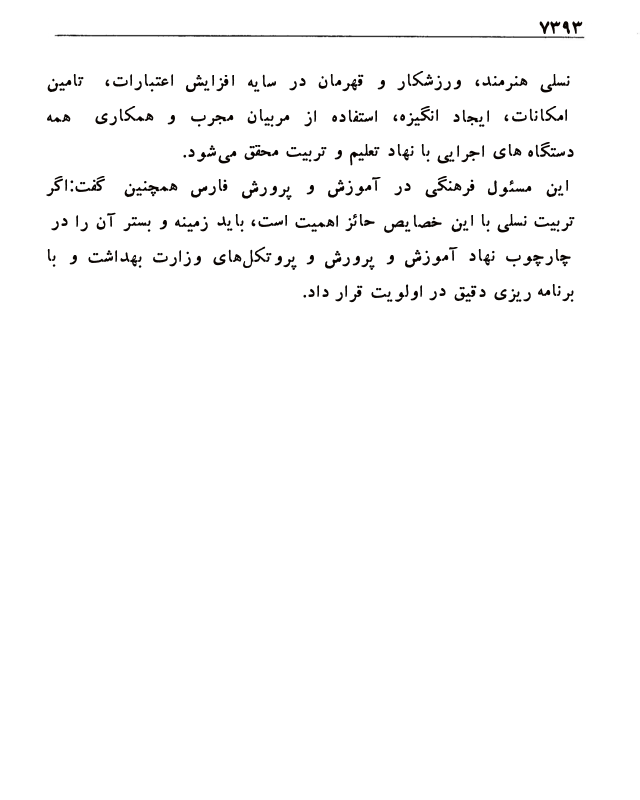 ۷۳۹۳
نسلی هنرمند، ورزشکار و قهرمان در سایه افزایش اعتبارات، تامین
امکانات، ایجاد انگیزه، استفاده از مربیان مجرب و همکاری همه
دستگاه های اجرایی با نهاد تعلیم و تربیت محقق می‌شود.
این مسئول فرهنگی در آموزش و پرورش فارس همچنین گفت:اگر
تربیت نسلی با این خصایص حائز اهمیت است، باید زمینه و بستر آن را در
چارچوب نهاد آموزش و پرورش و پروتکل‌های وزارت بهداشت و با
برنامه ریزی دقیق در اولویت قرار داد.